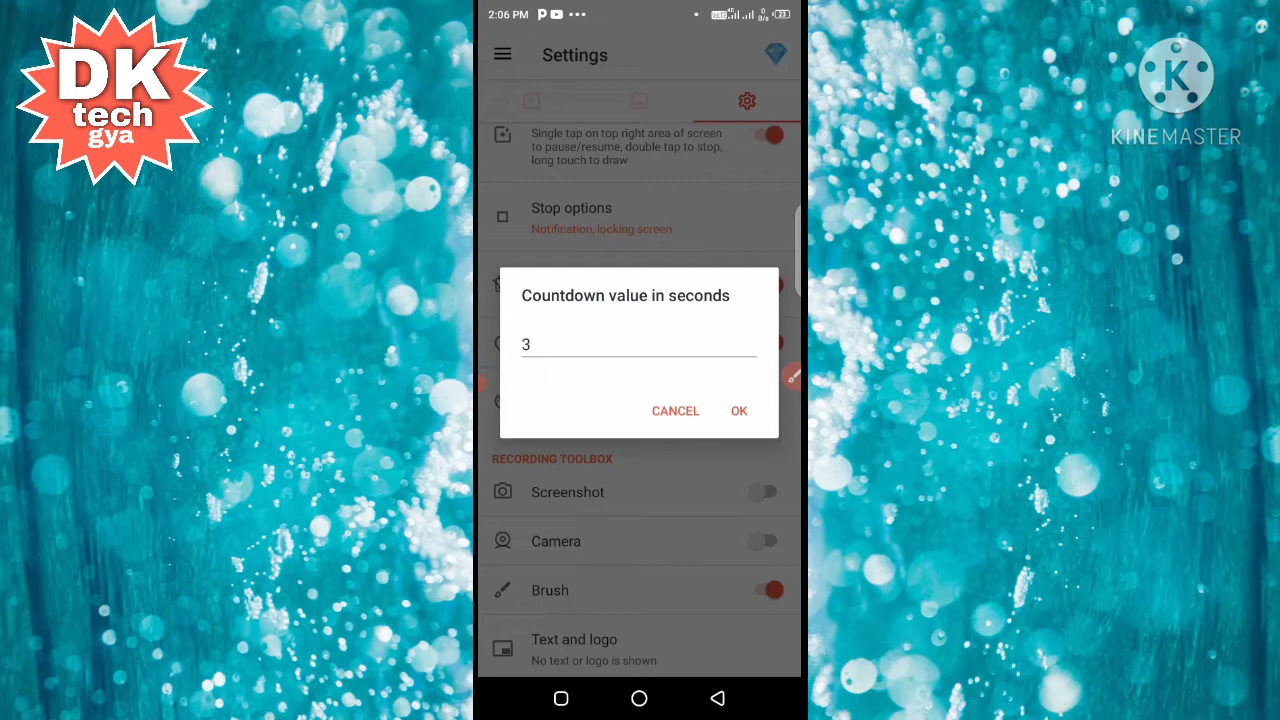 DK
tech
gya
2:06 PM
Settings
Single tap on top right area of screen
to pause/resume, double tap to stop,
long touch to draw
Stop options
Notification, locking screen
Countdown value in seconds
3
CANCEL
OK
RECORDING TOOLBOX
Screenshot
Camera
Brush
Text and logo
No text or logo is shown
K
KINEMASTER